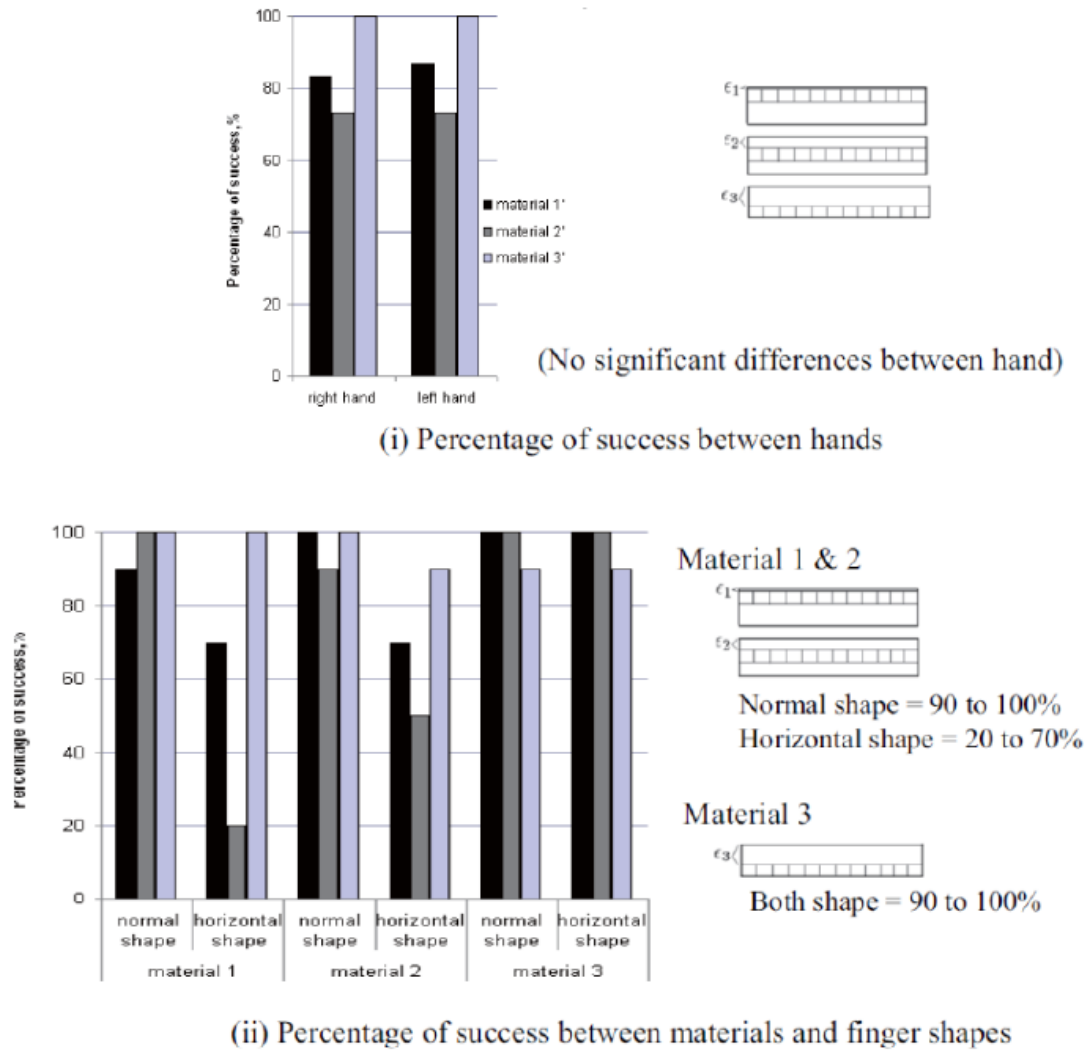 100
80
60
40
20
0
Percentage of success,%
right hand
left hand
material 1'
material 2'
material 3'
ϵ1
ϵ2
ϵ3
(No significant differences between hand)
(i) Percentage of success between hands
100
80
60
40
20
0
Percentage of success,%
normal shape
horizontal shape
normal shape
horizontal shape
normal shape
horizontal shape
material 1
material 2
material 3
Material 1 & 2
ϵ1
ϵ2
Normal shape = 90 to 100%
Horizontal shape = 20 to 70%
Material 3
ϵ3
Both shape = 90 to 100%
(ii) Percentage of success between materials and finger shapes